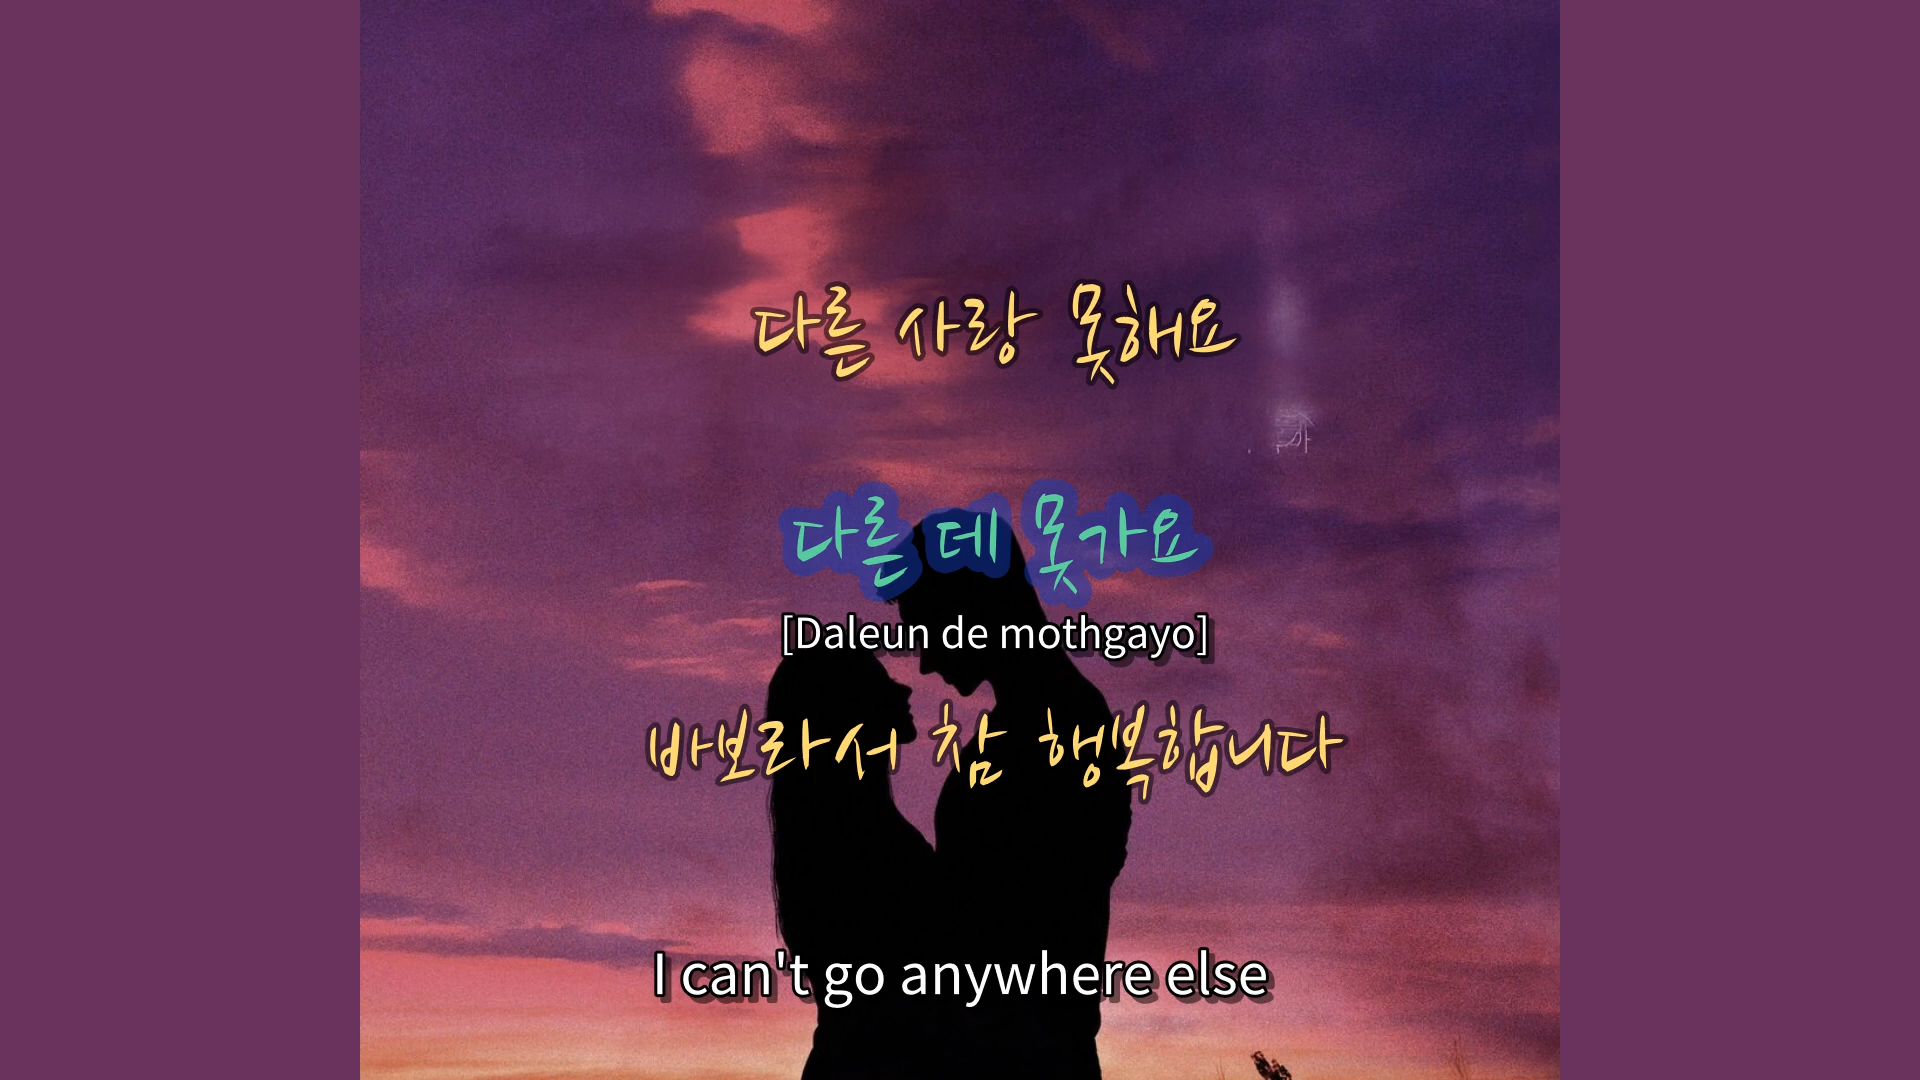 다른 사랑 못해요
다른 데 못가요
[Daleun de mothgayo]
바보라서 참 행복합니다
I can't go anywhere else